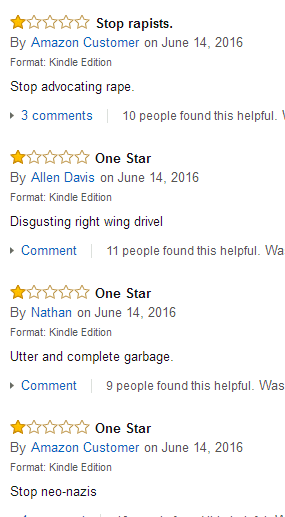 Stop rapists.
By Amazon Customer on June 14, 2016
Format: Kindle Edition
Stop advocating rape.
3 comments 10 people found this helpful.
One Star
By Allen Davis on June 14, 2016
Format: Kindle Edition
Disgusting right wing drivel
Comment 11 people found this helpful. Wa
One Star
By Nathan on June 14, 2016
Format: Kindle Edition
Utter and complete garbage.
Comment 9 people found this helpful. Was
One Star
By Amazon Customer on June 14, 2016
Format: Kindle Edition
Stop neo-nazis